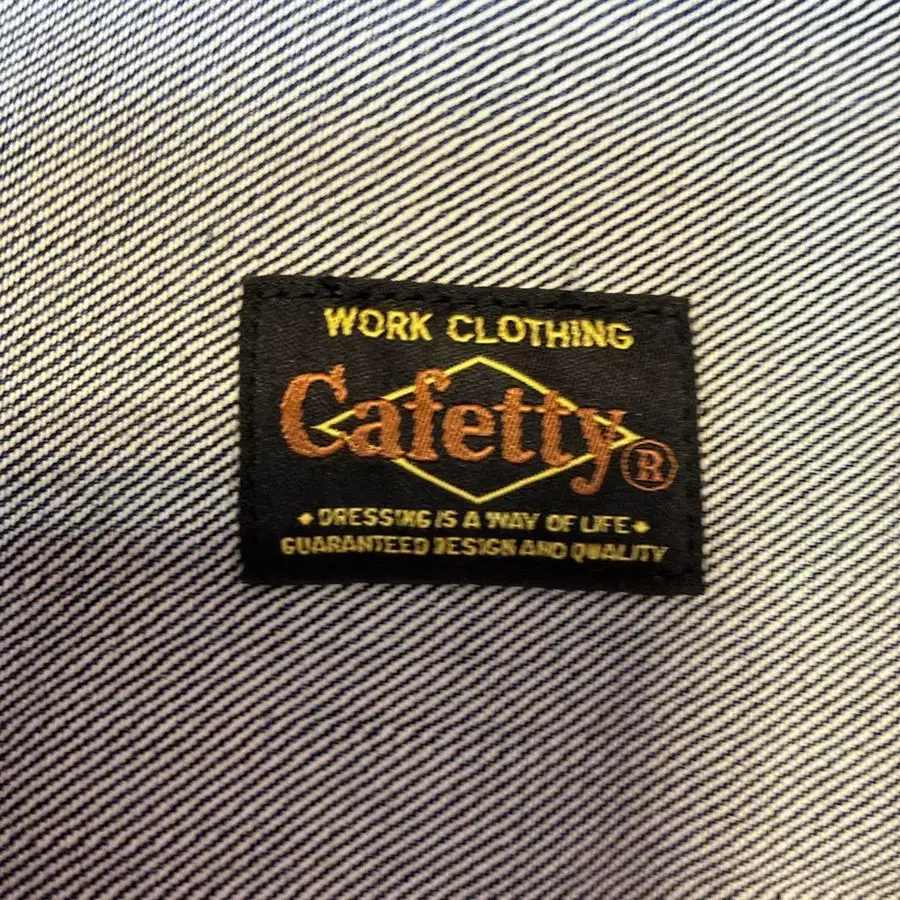 WORK CLOTHING
Cafetty®
◆DRESSING IS A WAY OF LIFE◆
GUARANTEED DESIGN AND QUALITY